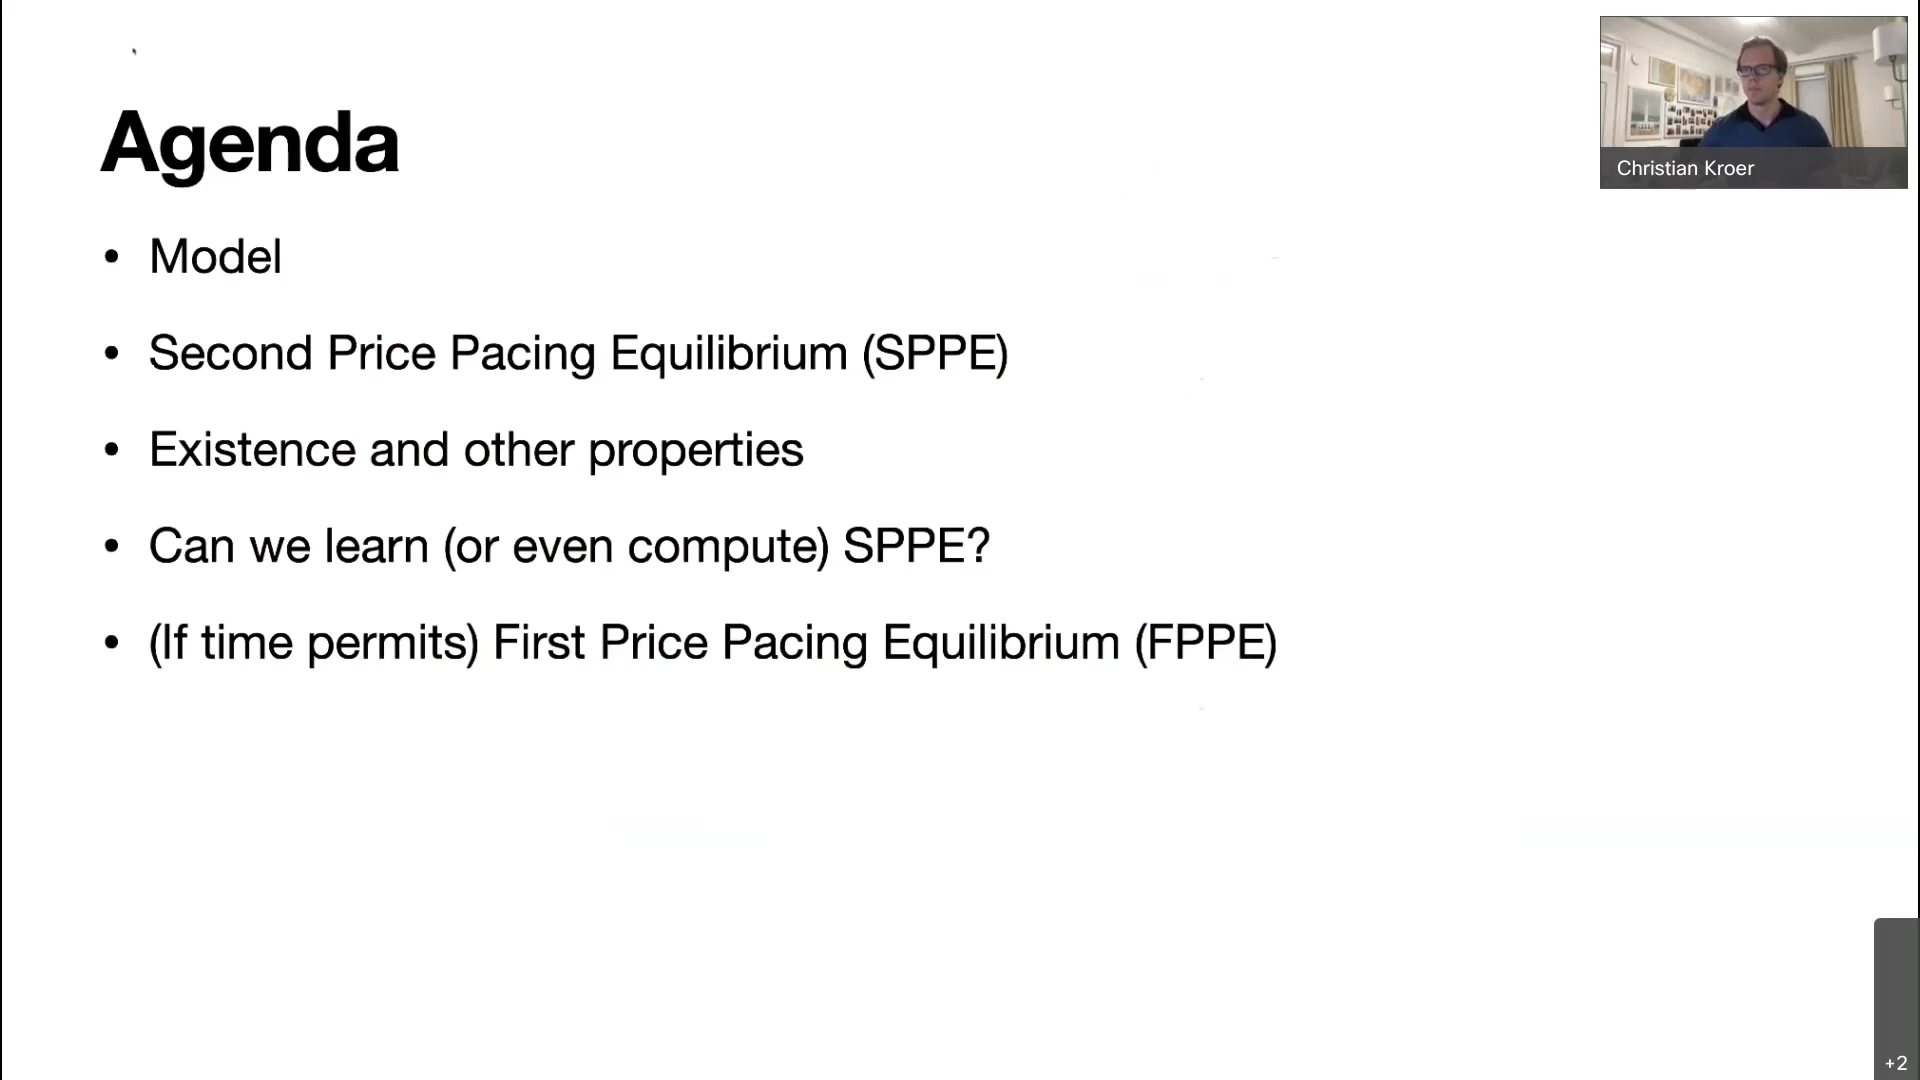 Agenda
• Model
• Second Price Pacing Equilibrium (SPPE)
• Existence and other properties
• Can we learn (or even compute) SPPE?
• (If time permits) First Price Pacing Equilibrium (FPPE)
Christian Kroer
+2